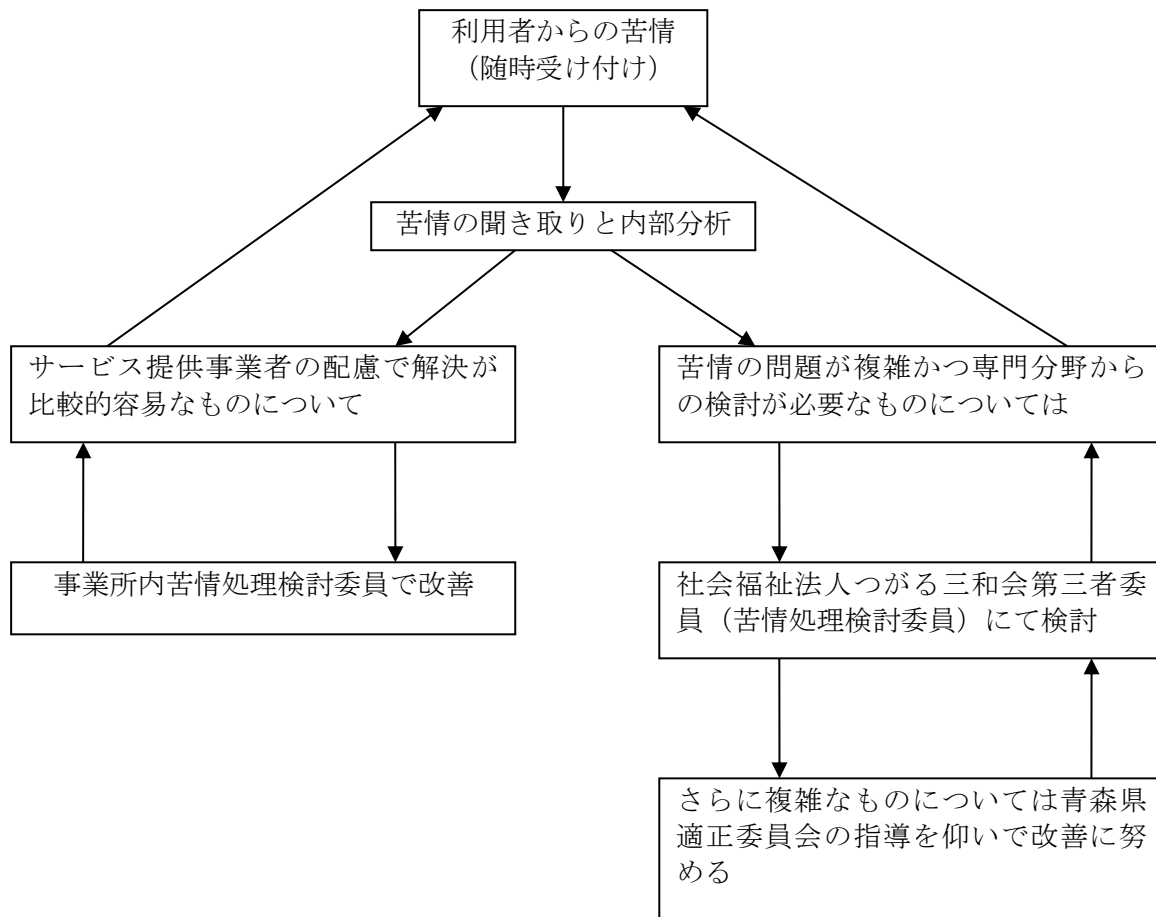 利用者からの苦情
（随時受け付け）
苦情の聞き取りと内部分析
サービス提供事業者の配慮で解決が
比較的容易なものについて
苦情の問題が複雑かつ専門分野から
の検討が必要なものについては
事業所内苦情処理検討委員で改善
社会福祉法人つがる三和会第三者委
員（苦情処理検討委員）にて検討
さらに複雑なものについては青森県
適正委員会の指導を仰いで改善に努
める